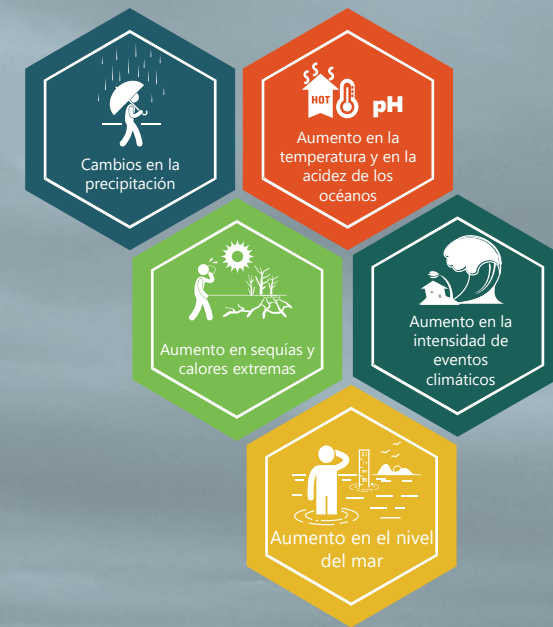 Cambios en la
precipitación
HOT
pH
Aumento en la
temperatura y en la
acidez de los
océanos
Aumento en sequías y
calores extremas
Aumento en la
intensidad de
eventos
climáticos
Aumento en el nivel
del mar